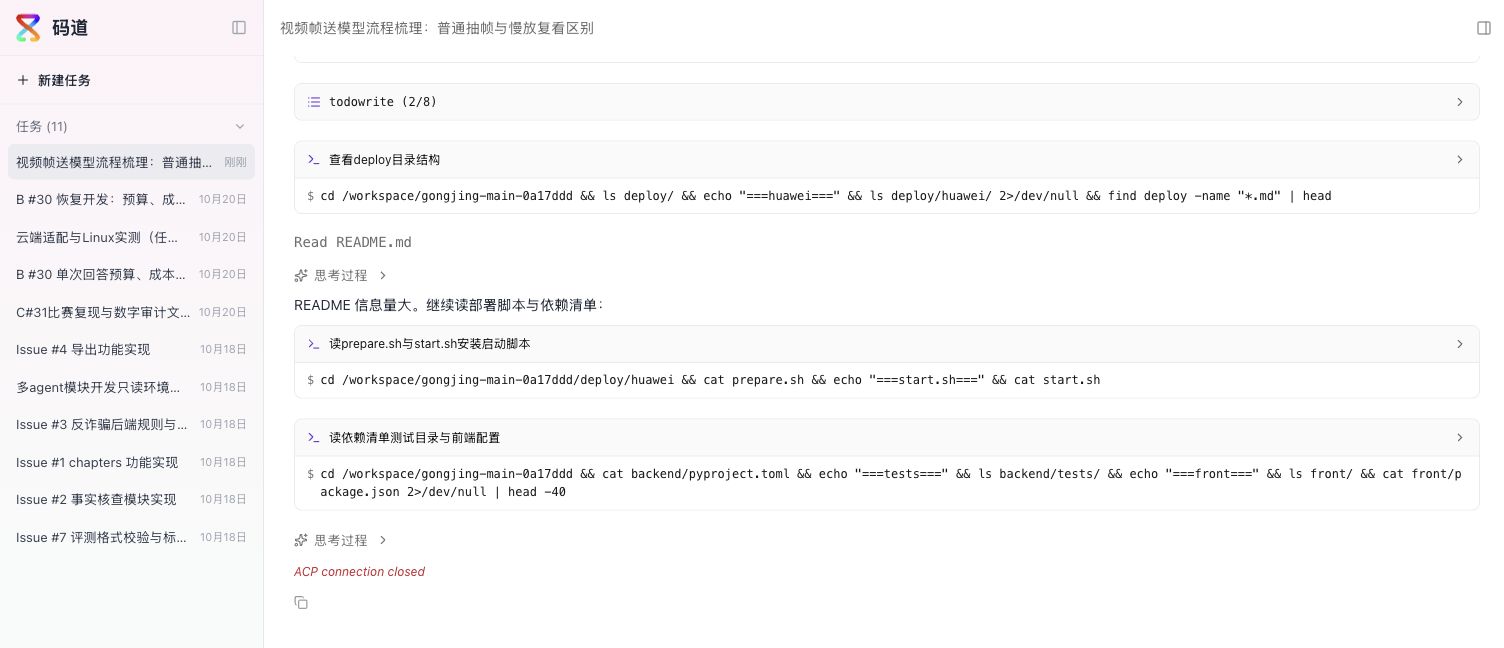 码道
新建任务
任务 (11)
视频帧送模型流程梳理：普通抽... 刚刚
B #30 恢复开发：预算、成... 10月20日
云端适配与Linux实测（任... 10月20日
B #30 单次回答预算、成本... 10月20日
C#31比赛复现与数字审计文... 10月20日
Issue #4 导出功能实现 10月18日
多agent模块开发只读环境... 10月18日
Issue #3 反诈骗后端规则与... 10月18日
Issue #1 chapters 功能实现 10月18日
Issue #2 事实核查模块实现 10月18日
Issue #7 评测格式校验与标... 10月18日
视频帧送模型流程梳理：普通抽帧与慢放复看区别
todowrite (2/8)
查看deploy目录结构
$ cd /workspace/gongjing-main-0a17ddd && ls deploy/ && echo "===huawei===" && ls deploy/huawei/ 2>/dev/null && find deploy -name "*.md" | head
Read README.md
思考过程
README 信息量大。继续读部署脚本与依赖清单：
读prepare.sh与start.sh安装启动脚本
$ cd /workspace/gongjing-main-0a17ddd/deploy/huawei && cat prepare.sh && echo "===start.sh===" && cat start.sh
读依赖清单测试目录与前端配置
$ cd /workspace/gongjing-main-0a17ddd && cat backend/pyproject.toml && echo "===tests===" && ls backend/tests/ && echo "===front===" && ls front/ && cat front/p
ackage.json 2>/dev/null | head -40
思考过程
ACP connection closed